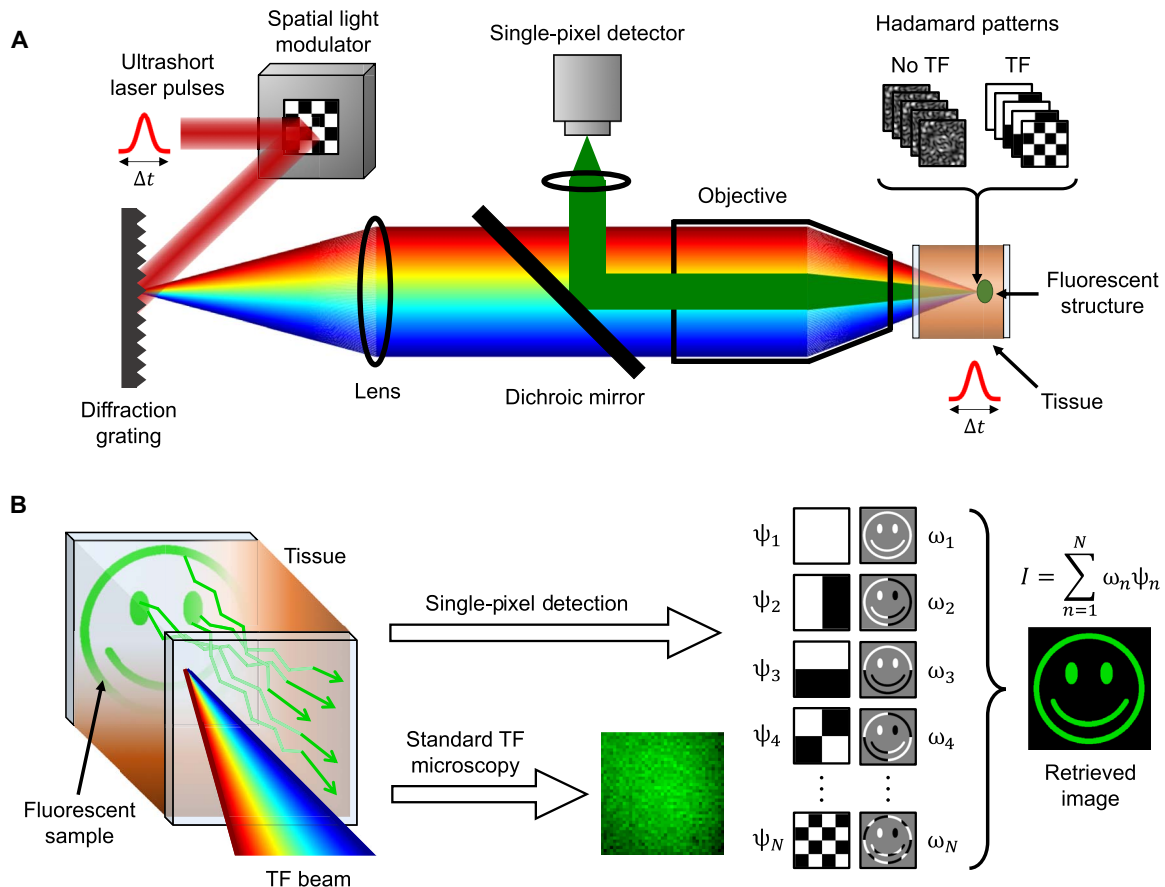 A
Ultrashort
laser pulses
Δt
Spatial light
modulator
Single-pixel detector
Hadamard patterns
No TF
TF
Objective
Fluorescent
structure
Tissue
Δt
Diffraction
grating
Lens
Dichroic mirror
B
Tissue
Fluorescent
sample
TF beam
Single-pixel detection
Standard TF
microscopy
ψ1 ω1
ψ2 ω2
ψ3 ω3
ψ4 ω4
⋮ ⋮
ψN ωN
I = ∑ n=1 N ωnψn
Retrieved
image